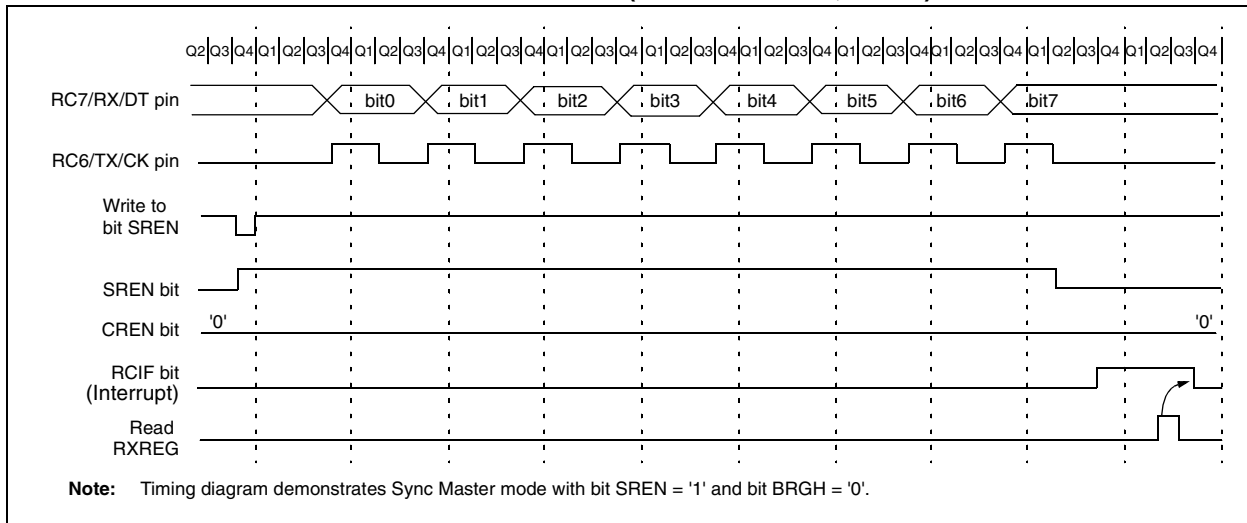 Q2 Q3 Q4 Q1 Q2 Q3 Q4 Q1 Q2 Q3 Q4 Q1 Q2 Q3 Q4 Q1 Q2 Q3 Q4 Q1 Q2 Q3 Q4 Q1 Q2 Q3 Q4 Q1 Q2 Q3 Q4 Q1 Q2 Q3 Q4 Q1 Q2 Q3 Q4 Q1 Q2 Q3 Q4
RC7/RX/DT pin bit0 bit1 bit2 bit3 bit4 bit5 bit6 bit7
RC6/TX/CK pin
Write to
bit SREN
SREN bit
CREN bit '0' '0'
RCIF bit
(Interrupt)
Read
RXREG
Note: Timing diagram demonstrates Sync Master mode with bit SREN = '1' and bit BRGH = '0'.